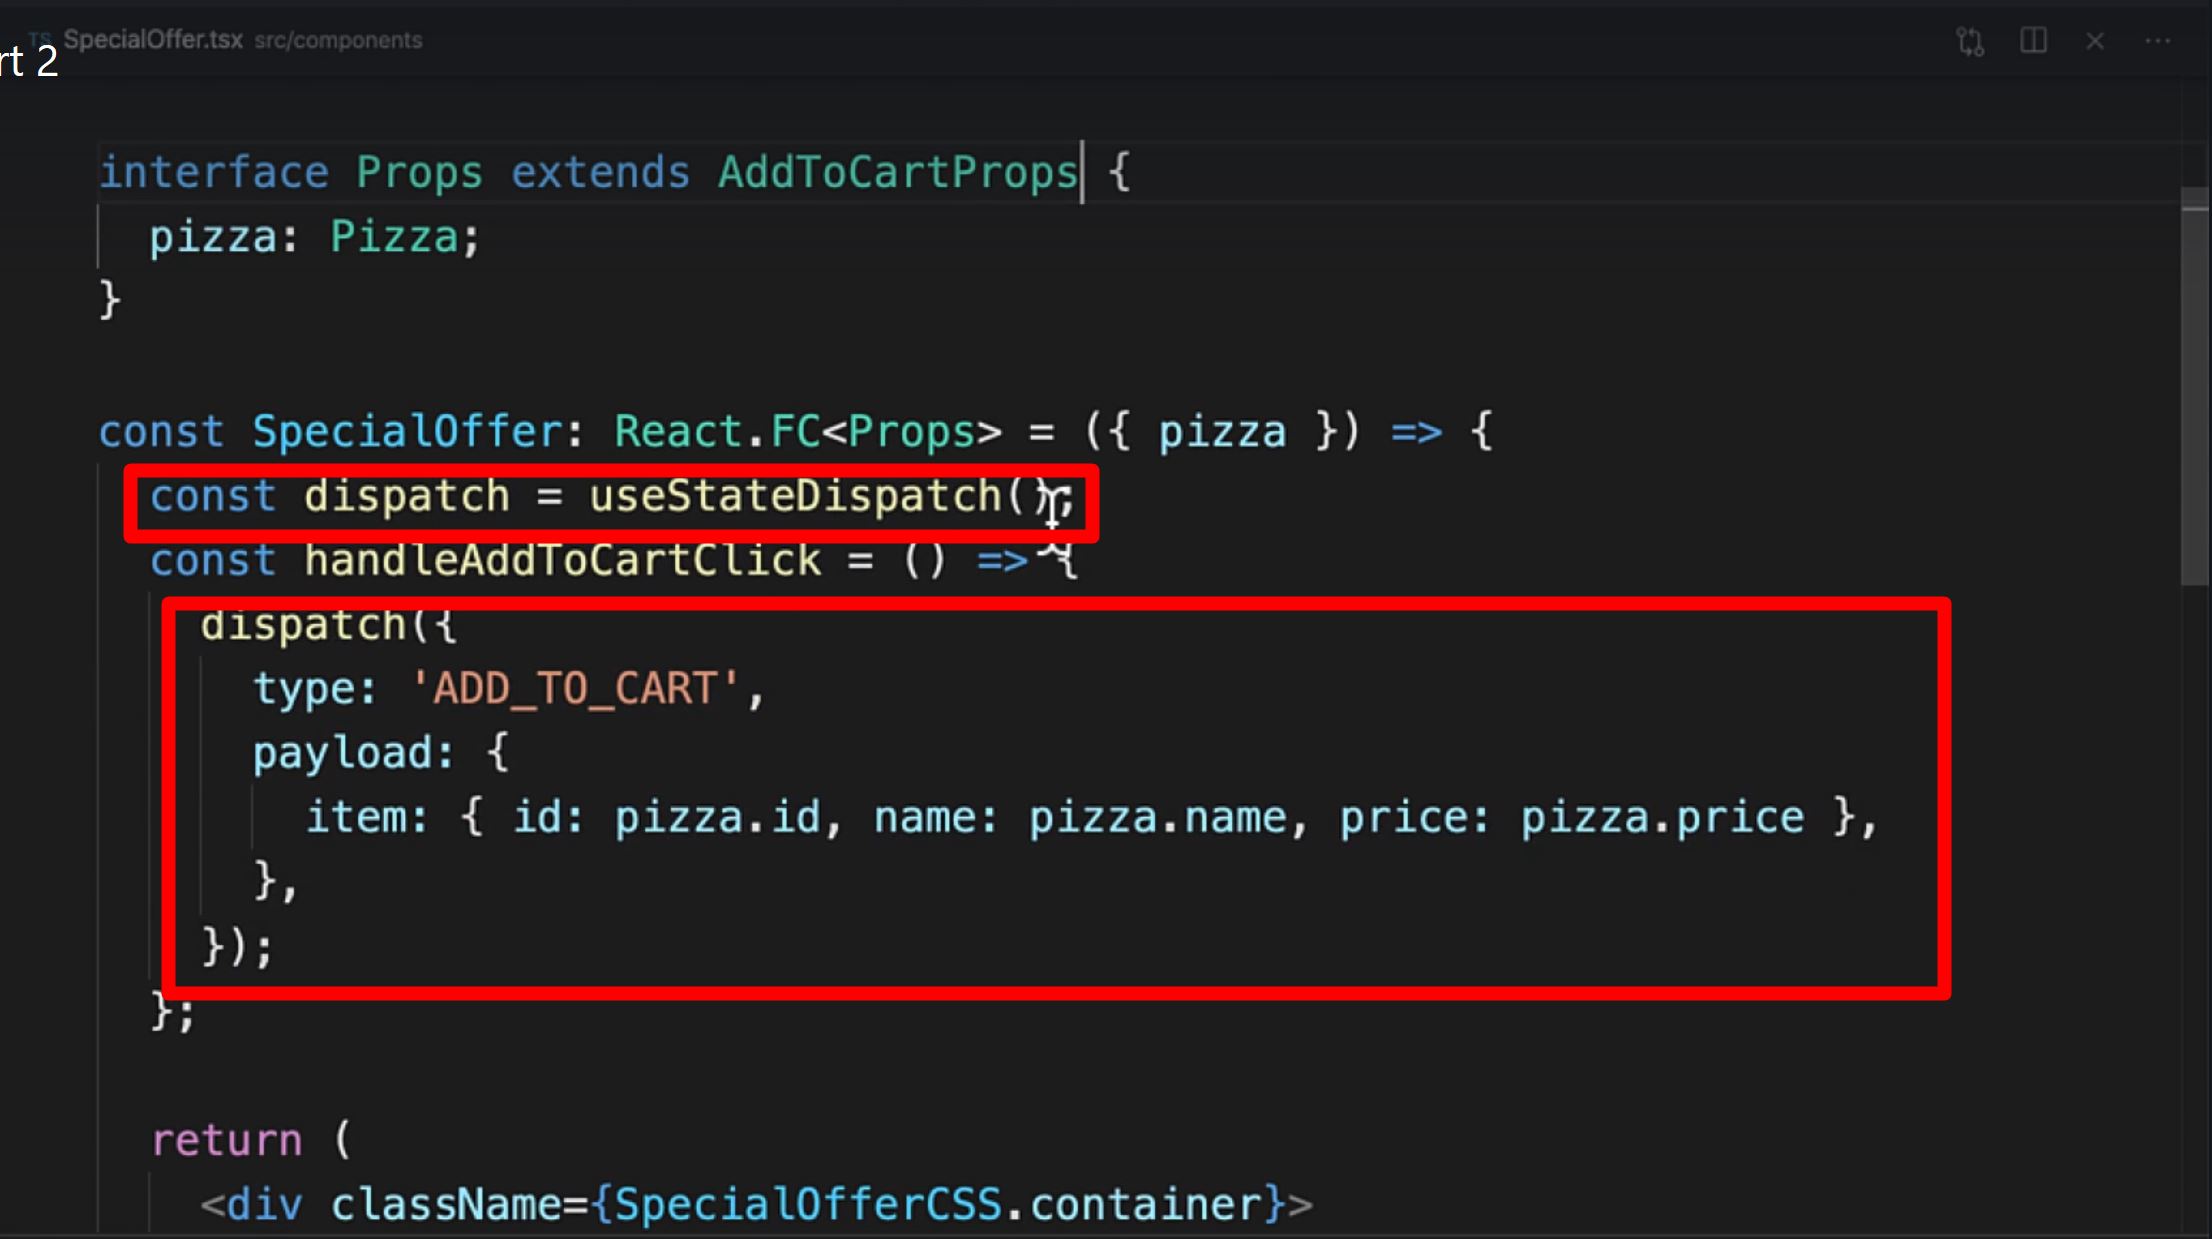 SpecialOffer.tsx src/components
rt 2
interface Props extends AddToCartProps {
pizza: Pizza;
}
const SpecialOffer: React.FC<Props> = ({ pizza }) => {
const dispatch = useStateDispatch();
const handleAddToCartClick = () => {
dispatch({
type: 'ADD_TO_CART',
payload: {
item: { id: pizza.id, name: pizza.name, price: pizza.price },
},
});
};
return (
<div className={SpecialOfferCSS.container}>